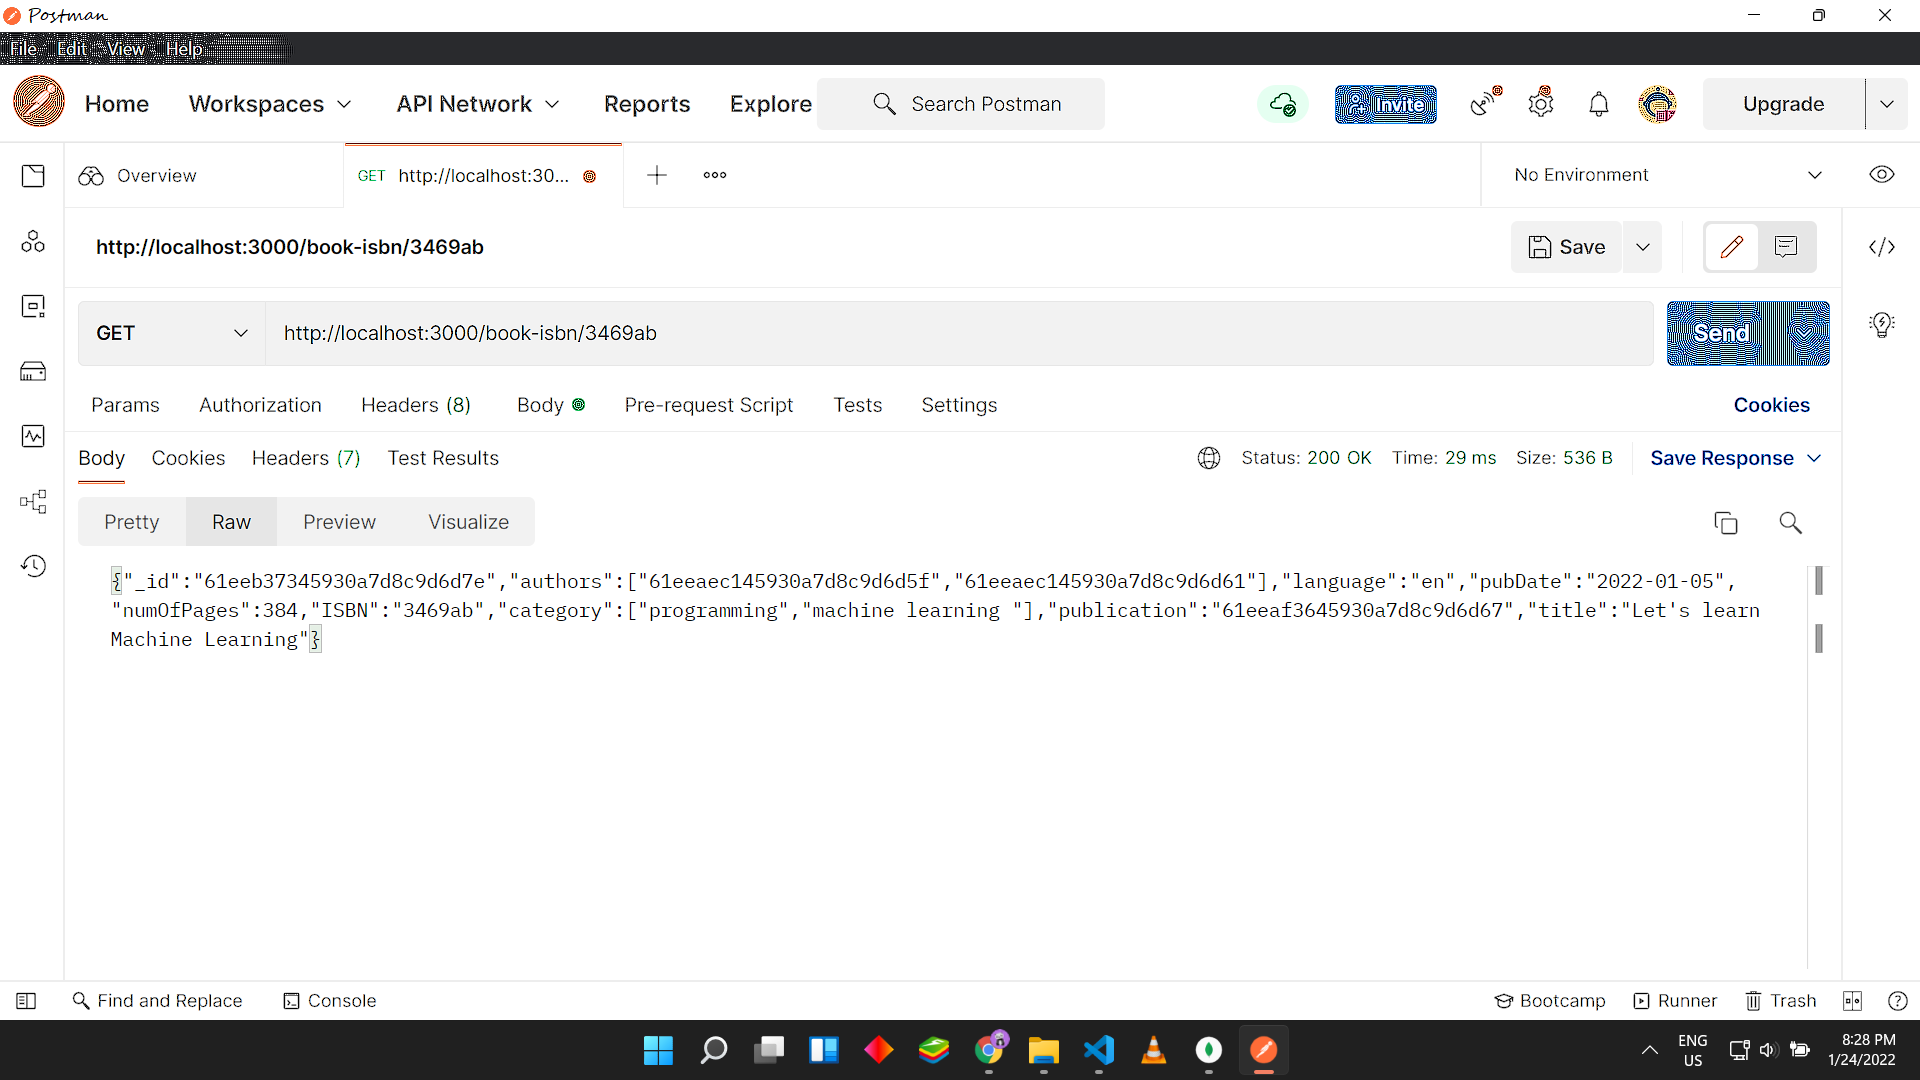 Postman
File Edit View Help
Home Workspaces API Network Reports Explore Search Postman Invite Upgrade
Overview GET http://localhost:30... No Environment
http://localhost:3000/book-isbn/3469ab Save
GET http://localhost:3000/book-isbn/3469ab Send
Params Authorization Headers (8) Body Pre-request Script Tests Settings Cookies
Body Cookies Headers (7) Test Results Status: 200 OK Time: 29 ms Size: 536 B Save Response
Pretty Raw Preview Visualize
{"_id":"61eeb37345930a7d8c9d6d7e","authors":["61eeaec145930a7d8c9d6d5f","61eeaec145930a7d8c9d6d61"],"language":"en","pubDate":"2022-01-05",
"numOfPages":384,"ISBN":"3469ab","category":["programming","machine learning "],"publication":"61eeaf3645930a7d8c9d6d67","title":"Let's learn
Machine Learning"}
Find and Replace Console Bootcamp Runner Trash
ENG 8:28 PM
US 1/24/2022